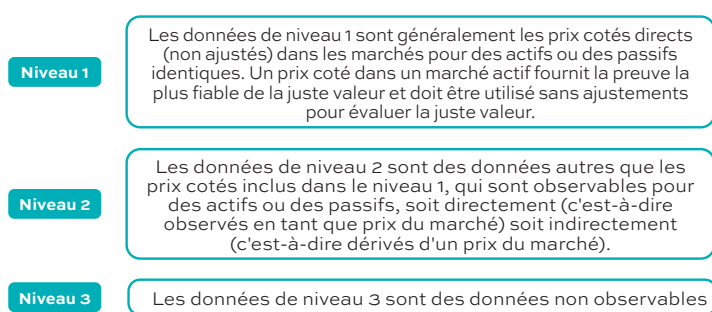 Les données de niveau 1 sont généralement les prix cotés directs
(non ajustés) dans les marchés pour des actifs ou des passifs
Niveau 1
identiques. Un prix coté dans un marché actif fournit la preuve la
plus fiable de la juste valeur et doit être utilisé sans ajustements
pour évaluer la juste valeur.
Les données de niveau 2 sont des données autres que les
prix cotés inclus dans le niveau 1, qui sont observables pour
Niveau 2
des actifs ou des passifs, soit directement (c'est-à-dire
observés en tant que prix du marché) soit indirectement
(c'est-à-dire dérivés d'un prix du marché).
Niveau 3
Les données de niveau 3 sont des données non observables